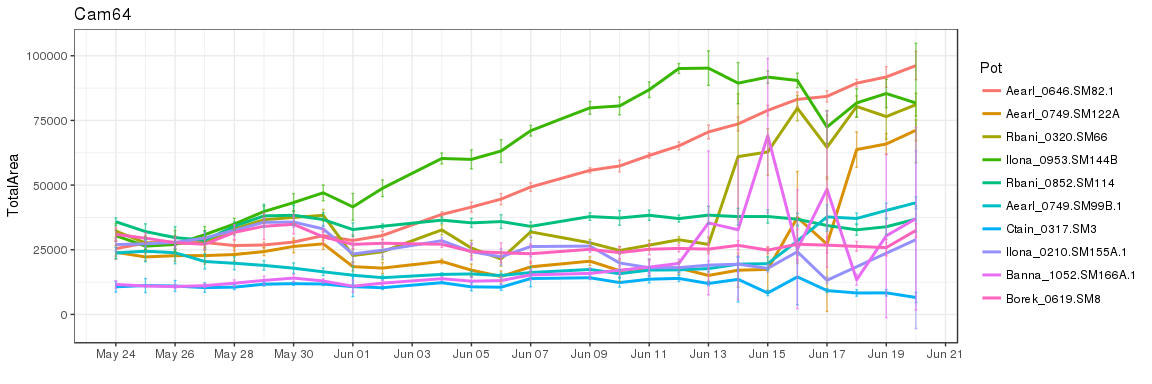 Cam64
TotalArea
100000
75000
50000
25000
0
May 24 May 26 May 28 May 30 Jun 01 Jun 03 Jun 05 Jun 07 Jun 09 Jun 11 Jun 13 Jun 15 Jun 17 Jun 19 Jun 21
Pot
Aearl_0646.SM82.1
Aearl_0749.SM122A
Rbani_0320.SM66
Ilona_0953.SM144B
Rbani_0852.SM114
Aearl_0749.SM99B.1
Ctain_0317.SM3
Ilona_0210.SM155A.1
Banna_1052.SM166A.1
Borek_0619.SM8